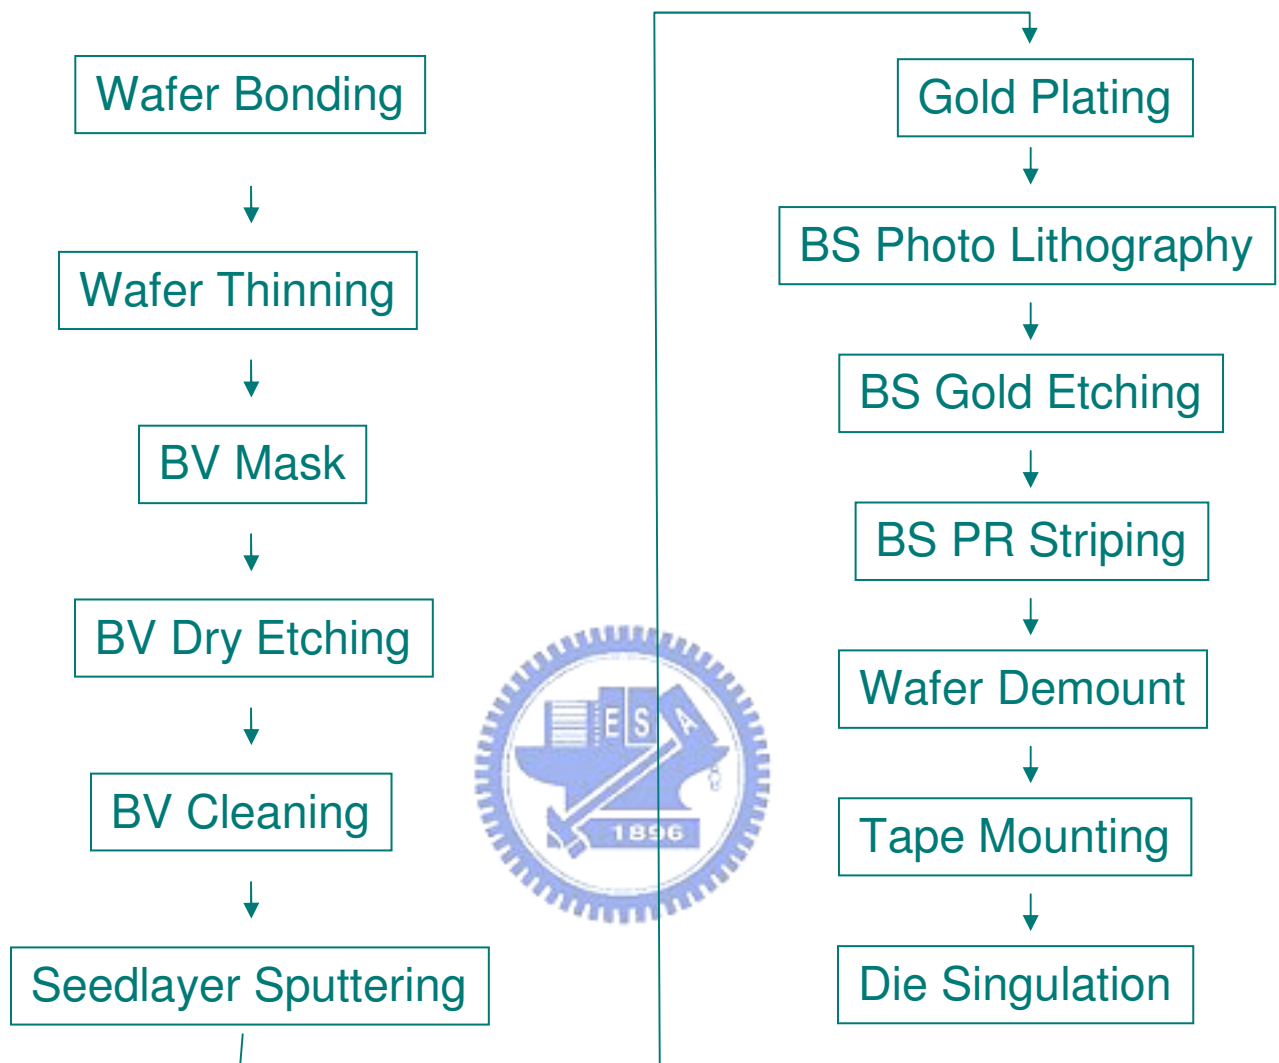 Wafer Bonding
Wafer Thinning
BV Mask
BV Dry Etching
BV Cleaning
Seedlayer Sputtering
Gold Plating
BS Photo Lithography
BS Gold Etching
BS PR Striping
Wafer Demount
Tape Mounting
Die Singulation
E S A
1896